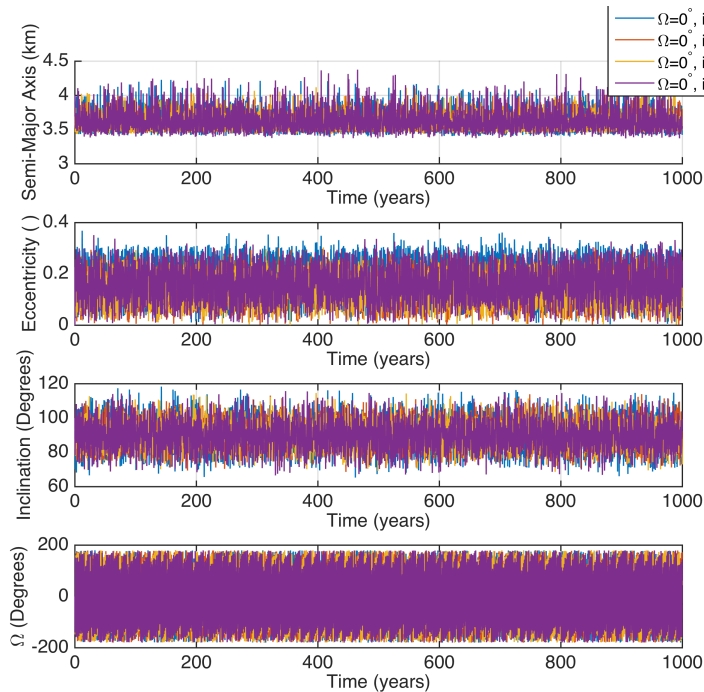 Ω=0°, i
Ω=0°, i
Ω=0°, i
Ω=0°, i
Semi-Major Axis (km)
4.5
4
3.5
3
0 200 400 600 800 1000
Time (years)
Eccentricity ( )
0.4
0.2
0
0 200 400 600 800 1000
Time (years)
Inclination (Degrees)
120
100
80
60
0 200 400 600 800 1000
Time (years)
Ω (Degrees)
200
0
-200
0 200 400 600 800 1000
Time (years)